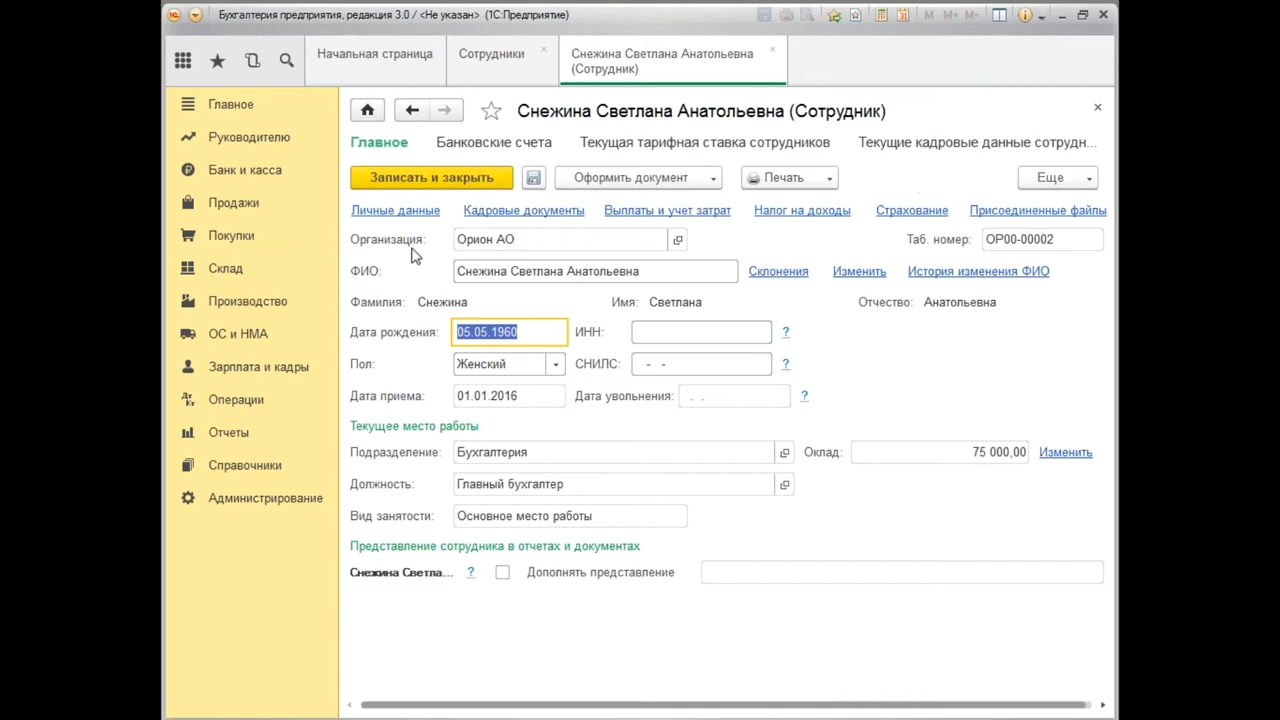 Бухгалтерия предприятия, редакция 3.0 / <Не указан> (1С:Предприятие)
M M+ M-
Начальная страница
Сотрудники
Снежина Светлана Анатольевна (Сотрудник)
Главное
Руководителю
Банк и касса
Продажи
Покупки
Склад
Производство
ОС и НМА
Зарплата и кадры
Операции
Отчеты
Справочники
Администрирование
Снежина Светлана Анатольевна (Сотрудник)
Главное Банковские счета Текущая тарифная ставка сотрудников Текущие кадровые данные сотрудн...
Записать и закрыть Оформить документ Печать Еще
Личные данные Кадровые документы Выплаты и учет затрат Налог на доходы Страхование Присоединенные файлы
Организация: Орион АО Таб. номер: ОР00-00002
ФИО: Снежина Светлана Анатольевна Склонения Изменить История изменения ФИО
Фамилия: Снежина Имя: Светлана Отчество: Анатольевна
Дата рождения: 05.05.1960 ИНН: ?
Пол: Женский СНИЛС: - - ?
Дата приема: 01.01.2016 Дата увольнения: . . ?
Текущее место работы
Подразделение: Бухгалтерия Оклад: 75 000,00 Изменить
Должность: Главный бухгалтер
Вид занятости: Основное место работы
Представление сотрудника в отчетах и документах
Снежина Светла... ? Дополнять представление